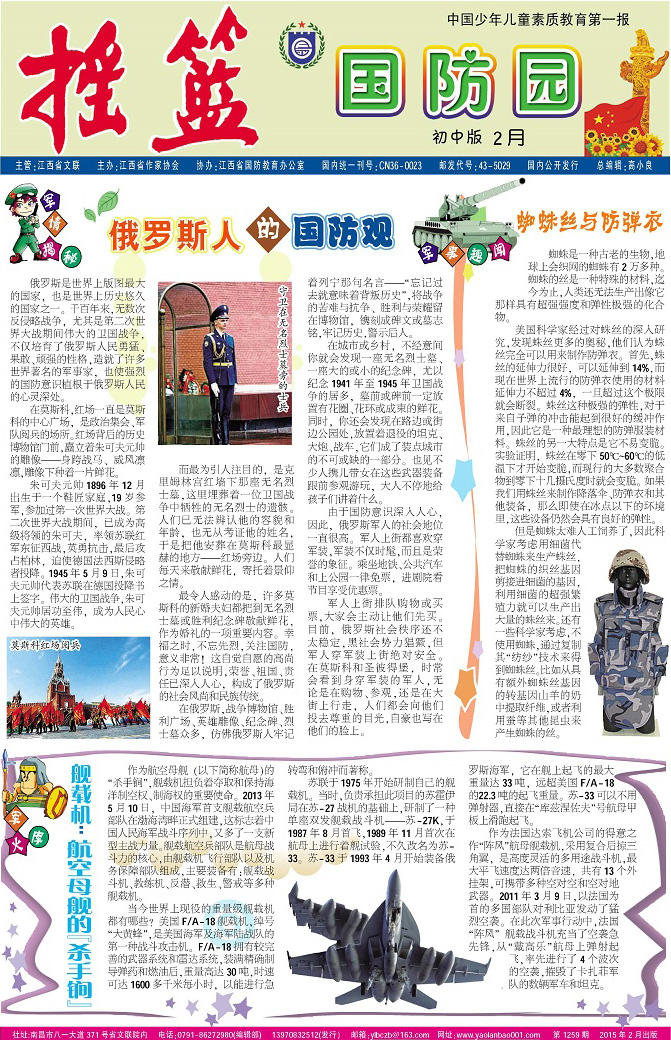 中国少年儿童素质教育第一报
摇篮
国防园
初中版 2月
主管:江西省文联 主办:江西省作家协会 协办:江西省国防教育办公室 国内统一刊号:CN36-0023 邮发代号:43-5029 国内公开发行 总编辑:高小良
军情揭秘
俄罗斯人的国防观
俄罗斯是世界上版图最大
的国家，也是世界上历史悠久
的国家之一。千百年来,无数次
反侵略战争，尤其是第二次世
界大战期间伟大的卫国战争，
不仅培育了俄罗斯人民勇猛、
果敢、顽强的性格,造就了许多
世界著名的军事家，也使强烈
的国防意识植根于俄罗斯人民
的心灵深处。
在莫斯科,红场一直是莫斯
科的中心广场，是政治集会、军
队阅兵的场所。红场背后的历史
博物馆门前,矗立着朱可夫元帅
的雕像——身跨战马、威风凛
凛,雕像下种着一片鲜花。
朱可夫元帅 1896 年 12 月
出生于一个鞋匠家庭,19 岁参
军,参加过第一次世界大战。第
二次世界大战期间，已成为高
级将领的朱可夫，率领苏联红
军东征西战,英勇抗击,最后攻
占柏林，迫使德国法西斯侵略
者投降。1945 年 5 月 9 日,朱可
夫元帅代表苏联在德国投降书
上签字。伟大的卫国战争,朱可
夫元帅居功至伟，成为人民心
中伟大的英雄。
莫斯科红场阅兵
守卫在无名烈士墓旁的士兵
而最为引人注目的，是克
里姆林宫红墙下那座无名烈
士墓,这里埋葬着一位卫国战
争中牺牲的无名烈士的遗骸。
人们已无法辨认他的容貌和
年龄，也无从考证他的姓名，
于是把他安葬在莫斯科最显
赫的地方——红场旁边，人们
每天来敬献鲜花，寄托着景仰
之情。
最令人感动的是，许多莫
斯科的新婚夫妇都把到无名烈
士墓或胜利纪念碑敬献鲜花，
作为婚礼的一项重要内容。幸
福之时,不忘先烈,关注国防，
意义非常！这自觉自愿的高尚
行为足以说明,荣誉、祖国、责
任已深入人心，构成了俄罗斯
的社会风尚和民族传统。
在俄罗斯,战争博物馆、胜
利广场、英雄雕像、纪念碑、烈
士墓众多，仿佛俄罗斯人牢记
着列宁那句名言——“忘记过
去就意味着背叛历史”,将战争
的苦难与抗争、胜利与荣耀留
在博物馆，镌刻成碑文或墓志
铭,牢记历史,警示后人。
在城市或乡村，不经意间
你就会发现一座无名烈士墓、
一座大的或小的纪念碑，尤以
纪念 1941 年至 1945 年卫国战
争的居多，墓前或碑前一定放
置有花圈、花环或成束的鲜花。
同时，你还会发现在路边或街
边公园处,放置着退役的坦克、
大炮、战车,它们成了装点城市
的不可或缺的一部分。也见不
少人携儿带女在这些武器装备
跟前参观游玩，大人不停地给
孩子们讲着什么。
由于国防意识深入人心，
因此，俄罗斯军人的社会地位
一直很高。军人上街都喜欢穿
军装,军装不仅时髦,而且是荣
誉的象征。乘坐地铁、公共汽车
和上公园一律免票，进剧院看
节目享受优惠票。
军人上街排队购物或买
票,大家会主动让他们先买。
目前，俄罗斯社会秩序还不
太稳定,黑社会势力猖獗,但
军人穿军装上街绝对安全。
在莫斯科和圣彼得堡，时常
会看到身穿军装的军人,无
论是在购物、参观,还是在大
街上行走，人们都会向他们
投去尊重的目光,自豪也写在
他们的脸上。
军事趣闻
蜘蛛丝与防弹衣
蜘蛛是一种古老的生物,地
球上会织网的蜘蛛有 2 万多种。
蜘蛛的丝是一种特殊的材料,迄
今为止,人类还无法生产出像它
那样具有超强强度和弹性极强的化合
物。
美国科学家经过对蛛丝的深入研
究,发现蛛丝更多的奥秘,他们认为蛛
丝完全可以用来制作防弹衣。首先,蛛
丝的延伸力很好，可以延伸到 14%,而
现在世界上流行的防弹衣使用的材料
延伸力不超过 4%，一旦超过这个极限
就会断裂。蛛丝这种极强的弹性,对于
来自子弹的冲击能起到很好的缓冲作
用,因此它是一种最理想的防弹服装材
料。蛛丝的另一大特点是它不易变脆。
实验证明，蛛丝在零下 50℃-60℃的低
温下才开始变脆,而现行的大多数聚合
物到零下十几摄氏度时就会变脆。如果
我们用蛛丝来制作降落伞、防弹衣和其
他装备，那么即使在冰点以下的环境
里,这些设备仍然会具有良好的弹性。
但是蜘蛛太难人工饲养了,因此科
学家考虑用细菌代
替蜘蛛来生产蛛丝，
把蜘蛛的织丝基因
剪接进细菌的基因，
利用细菌的超强繁
殖力就可以生产出
大量的蛛丝来。还有
一些科学家考虑,不
使用蜘蛛,通过复制
其“纺纱”技术来得
到蜘蛛丝。比如从具
有额外蜘蛛丝基因
的转基因山羊的奶
中提取纤维,或者利
用蚕等其他昆虫来
产生蜘蛛的丝。
军火库
舰载机：航空母舰的『杀手锏』
作为航空母舰（以下简称航母)的
“杀手锏”,舰载机担负着夺取和保持海
洋制空权、制海权的重要使命。2013 年
5 月 10 日，中国海军首支舰载航空兵
部队在渤海湾畔正式组建,这标志着中
国人民海军战斗序列中,又多了一支新
型主战力量。舰载航空兵部队是航母战
斗力的核心,由舰载机飞行部队以及机
务保障部队组成,主要装备有:舰载战
斗机、教练机、反潜、救生、警戒等多种
舰载机。
当今世界上现役的重量级舰载机
都有哪些？美国 F/A-18 舰载机,绰号
“大黄蜂”,是美国海军及海军陆战队的
第一种战斗攻击机。F/A-18 拥有较完
善的武器系统和雷达系统,装满精确制
导弹药和燃油后,重量高达 30 吨,时速
可达 1600 多千米每小时，以能进行急
转弯和俯冲而著称。
苏联于 1975 年开始研制自己的舰
载机。当时,负责承担此项目的苏霍伊
局在苏-27 战机的基础上,研制了一种
单座双发舰载战斗机——苏-27K,于
1987 年 8 月首飞,1989 年 11 月首次在
航母上进行着舰试验,不久改名为苏-
33。苏-33 于 1993 年 4 月开始装备俄
罗斯海军，它在舰上起飞的最大
重量达 33 吨，远超美国 F/A-18
的22.3吨的起飞重量。苏-33可以不用
弹射器,直接在“库兹涅佐夫”号航母甲
板上滑跑起飞。
作为法国达索飞机公司的得意之
作“阵风”航母舰载机,采用复合后掠三
角翼，是高度灵活的多用途战斗机,最
大平飞速度达两倍音速，共有 13 个外
挂架,可携带多种空对空和空对地
武器。2011 年 3 月 9 日,以法国为
首的多国部队对利比亚发动了猛
烈空袭。在此次军事行动中,法国
“阵风”舰载战斗机充当了空袭急
先锋,从“戴高乐”航母上弹射起
飞,率先进行了 4 个波次
的空袭,摧毁了卡扎菲军
队的数辆军车和坦克。
社址:南昌市八一大道 371 号省文联院内 电话:0791-86272980(编辑部) 13970832512(发行) 邮箱:ylbczb@163.com 网址:www.yaolanbao001.com 第 1259 期 2015 年 2 月出版